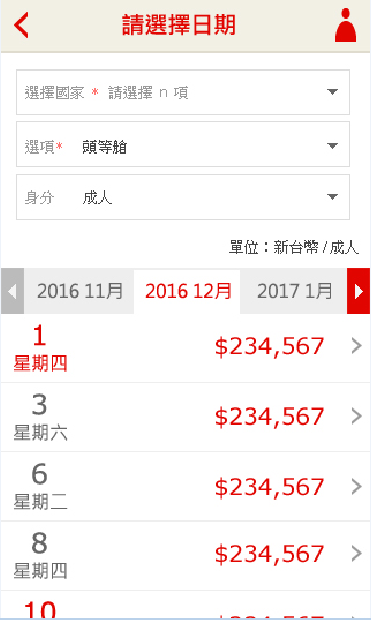 請選擇日期
選擇國家 * 請選擇 n 項
選項* 頭等艙
身分 成人
單位：新台幣 / 成人
2016 11月 2016 12月 2017 1月
1 $234,567
星期四
3 $234,567
星期六
6 $234,567
星期二
8 $234,567
星期四
10